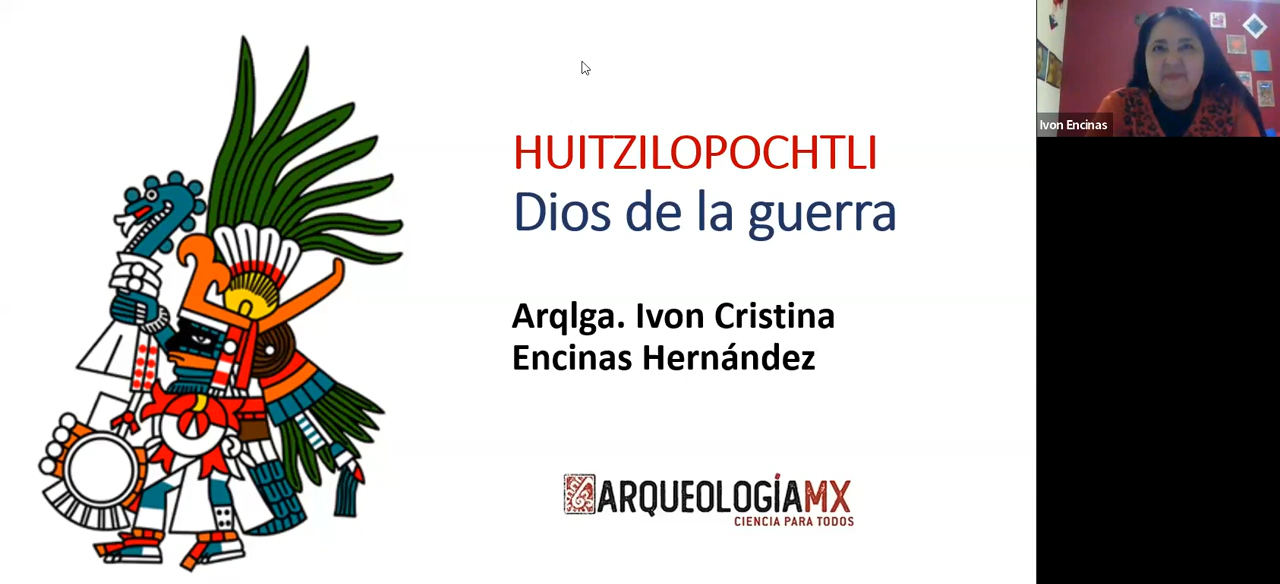 HUITZILOPOCHTLI
Dios de la guerra
Arqlga. Ivon Cristina
Encinas Hernández
ARQUEOLOGÍAMX
CIENCIA PARA TODOS
Ivon Encinas